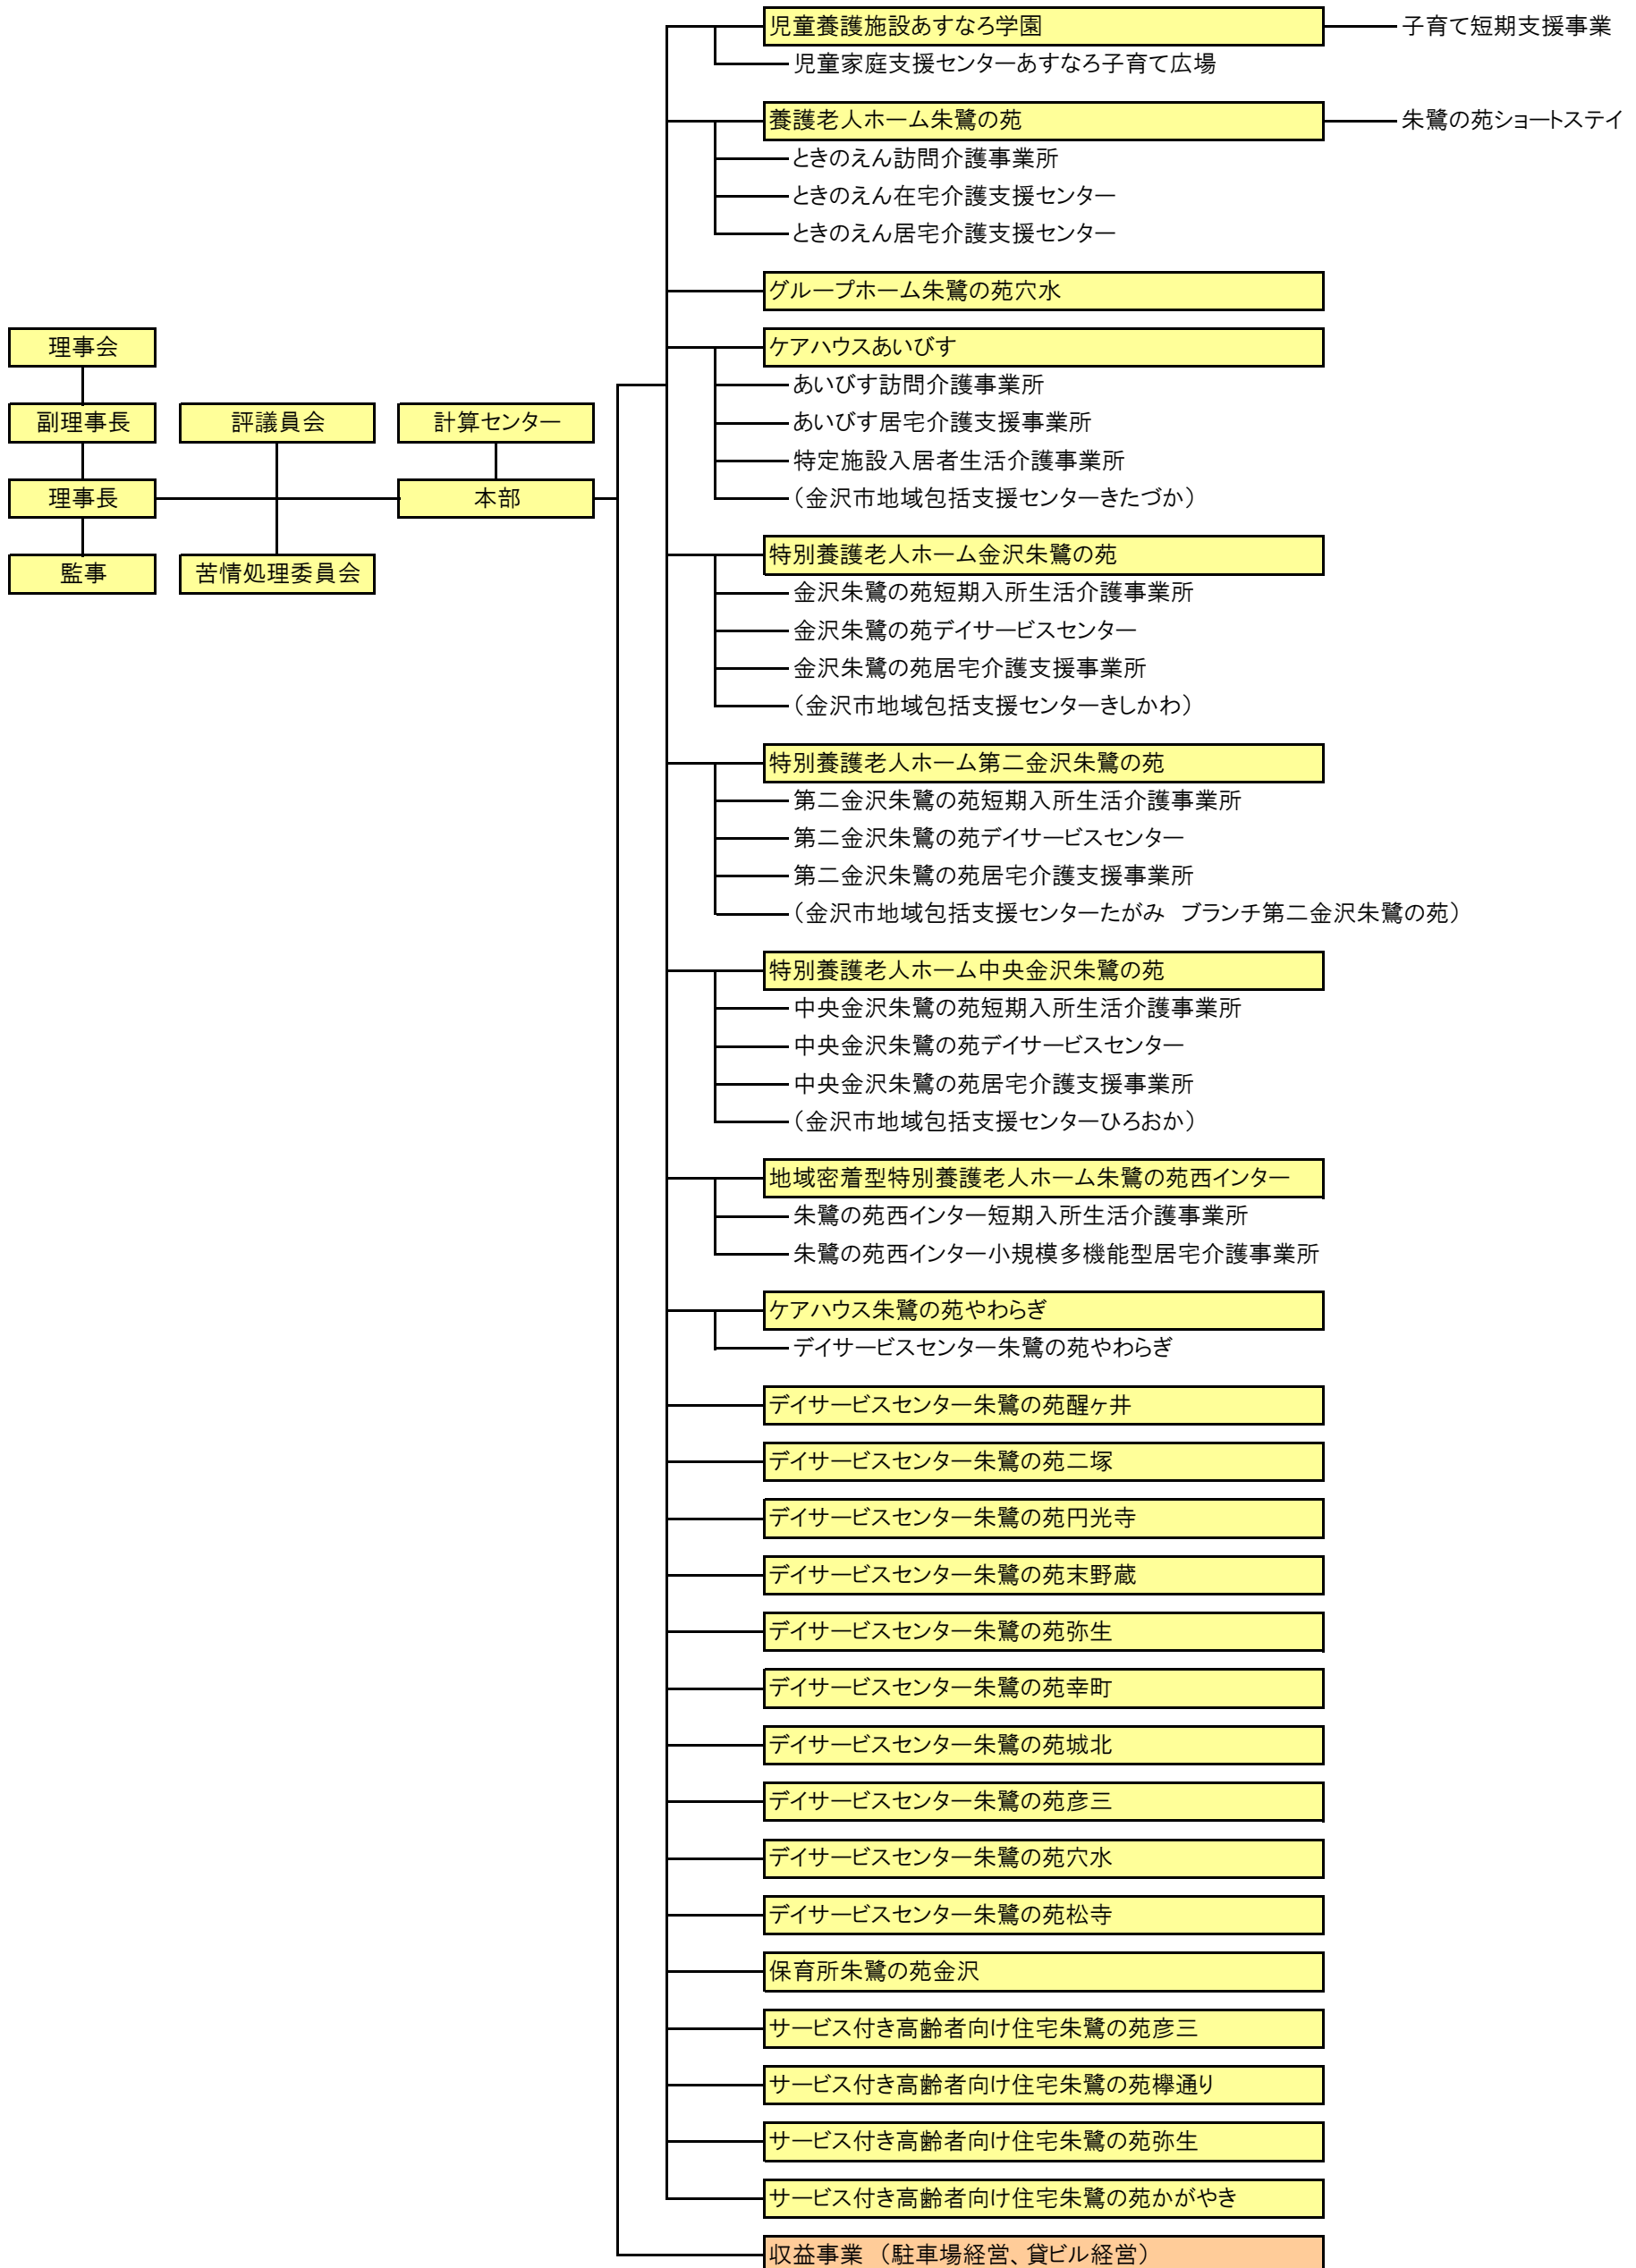 児童養護施設あすなろ学園
子育て短期支援事業
児童家庭支援センターあすなろ子育て広場
養護老人ホーム朱鷺の苑
朱鷺の苑ショートステイ
ときのえん訪問介護事業所
ときのえん在宅介護支援センター
ときのえん居宅介護支援センター
グループホーム朱鷺の苑穴水
理事会
副理事長
評議員会
計算センター
理事長
本部
監事
苦情処理委員会
ケアハウスあいびす
あいびす訪問介護事業所
あいびす居宅介護支援事業所
特定施設入居者生活介護事業所
（金沢市地域包括支援センターきたづか）
特別養護老人ホーム金沢朱鷺の苑
金沢朱鷺の苑短期入所生活介護事業所
金沢朱鷺の苑デイサービスセンター
金沢朱鷺の苑居宅介護支援事業所
（金沢市地域包括支援センターきしかわ）
特別養護老人ホーム第二金沢朱鷺の苑
第二金沢朱鷺の苑短期入所生活介護事業所
第二金沢朱鷺の苑デイサービスセンター
第二金沢朱鷺の苑居宅介護支援事業所
（金沢市地域包括支援センターたがみ　ブランチ第二金沢朱鷺の苑）
特別養護老人ホーム中央金沢朱鷺の苑
中央金沢朱鷺の苑短期入所生活介護事業所
中央金沢朱鷺の苑デイサービスセンター
中央金沢朱鷺の苑居宅介護支援事業所
（金沢市地域包括支援センターひろおか）
地域密着型特別養護老人ホーム朱鷺の苑西インター
朱鷺の苑西インター短期入所生活介護事業所
朱鷺の苑西インター小規模多機能型居宅介護事業所
ケアハウス朱鷺の苑やわらぎ
デイサービスセンター朱鷺の苑やわらぎ
デイサービスセンター朱鷺の苑醒ヶ井
デイサービスセンター朱鷺の苑二塚
デイサービスセンター朱鷺の苑円光寺
デイサービスセンター朱鷺の苑末野蔵
デイサービスセンター朱鷺の苑弥生
デイサービスセンター朱鷺の苑幸町
デイサービスセンター朱鷺の苑城北
デイサービスセンター朱鷺の苑彦三
デイサービスセンター朱鷺の苑穴水
デイサービスセンター朱鷺の苑松寺
保育所朱鷺の苑金沢
サービス付き高齢者向け住宅朱鷺の苑彦三
サービス付き高齢者向け住宅朱鷺の苑欅通り
サービス付き高齢者向け住宅朱鷺の苑弥生
サービス付き高齢者向け住宅朱鷺の苑かがやき
収益事業　（駐車場経営、貸ビル経営）